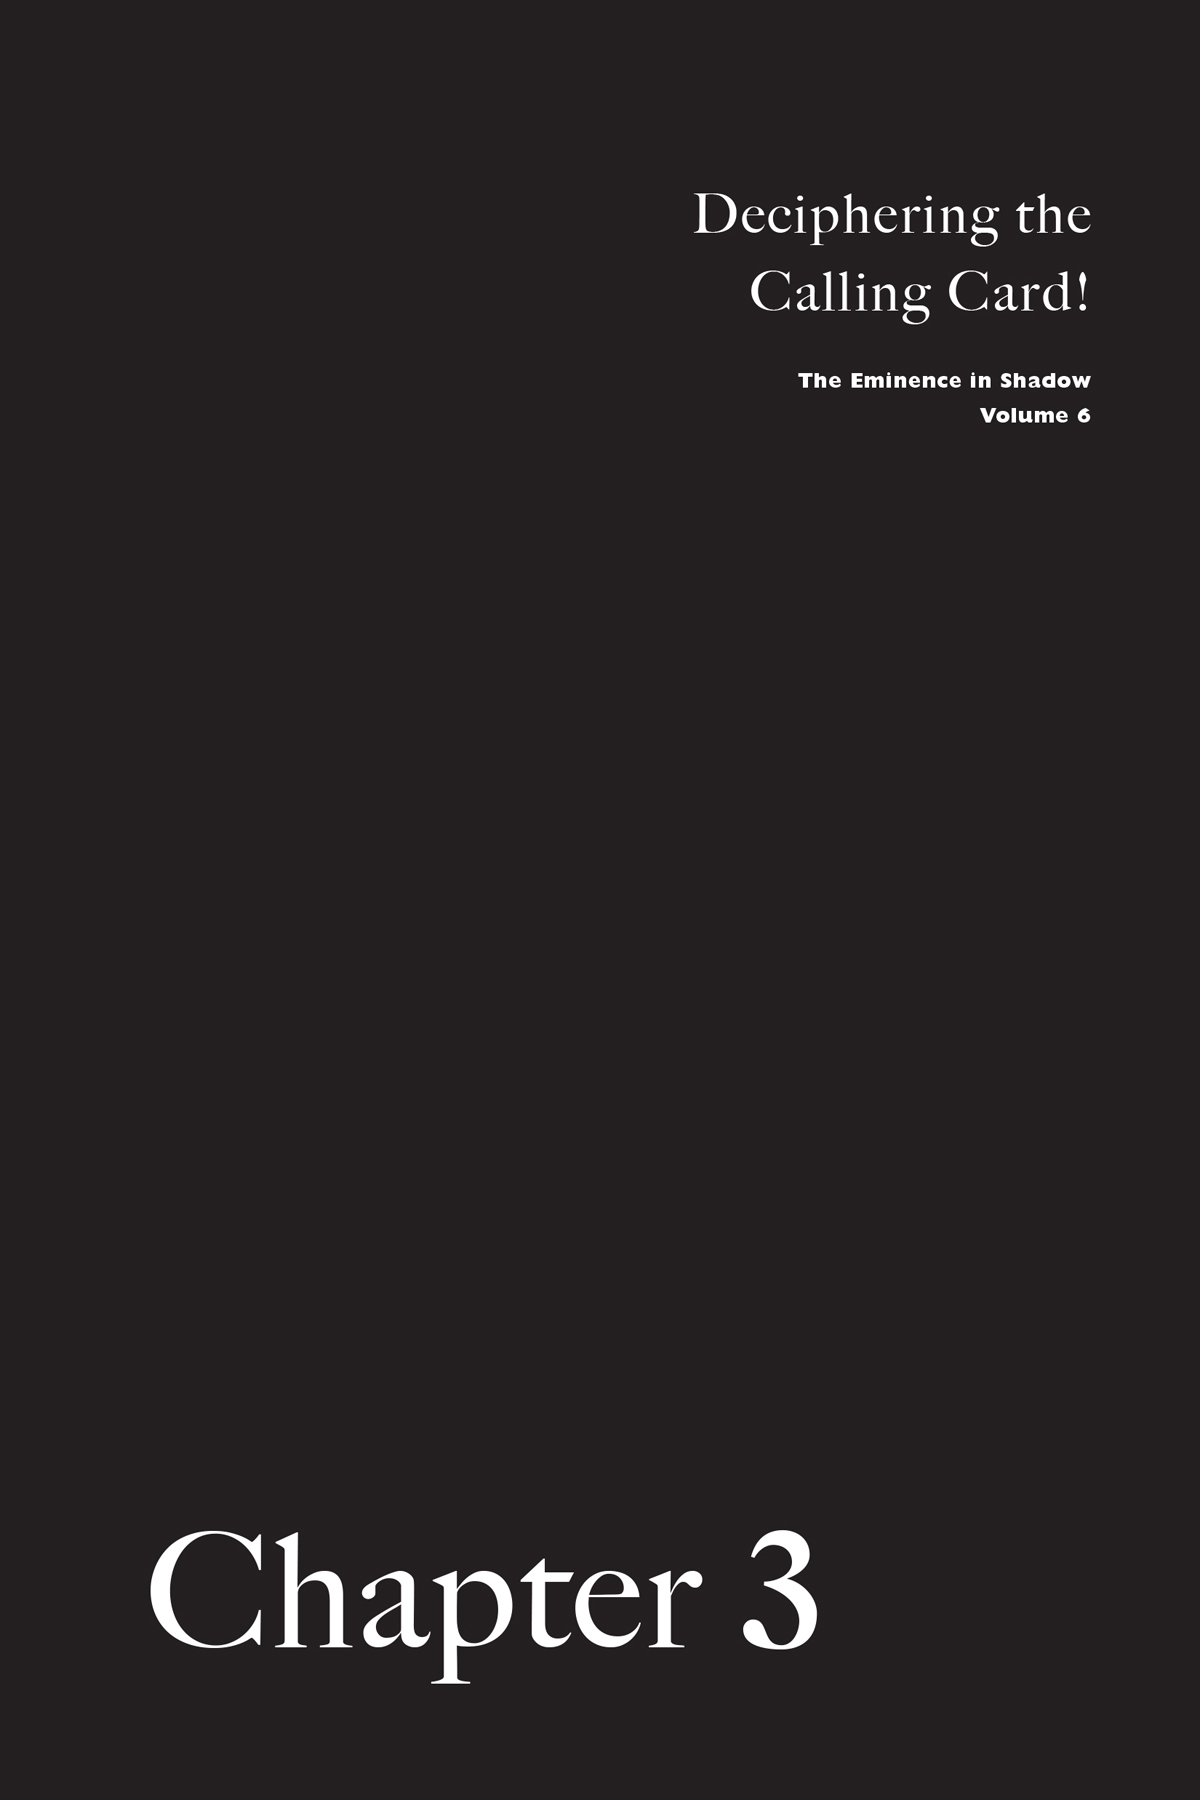 Deciphering the
Calling Card!
The Eminence in Shadow
Volume 6
Chapter 3